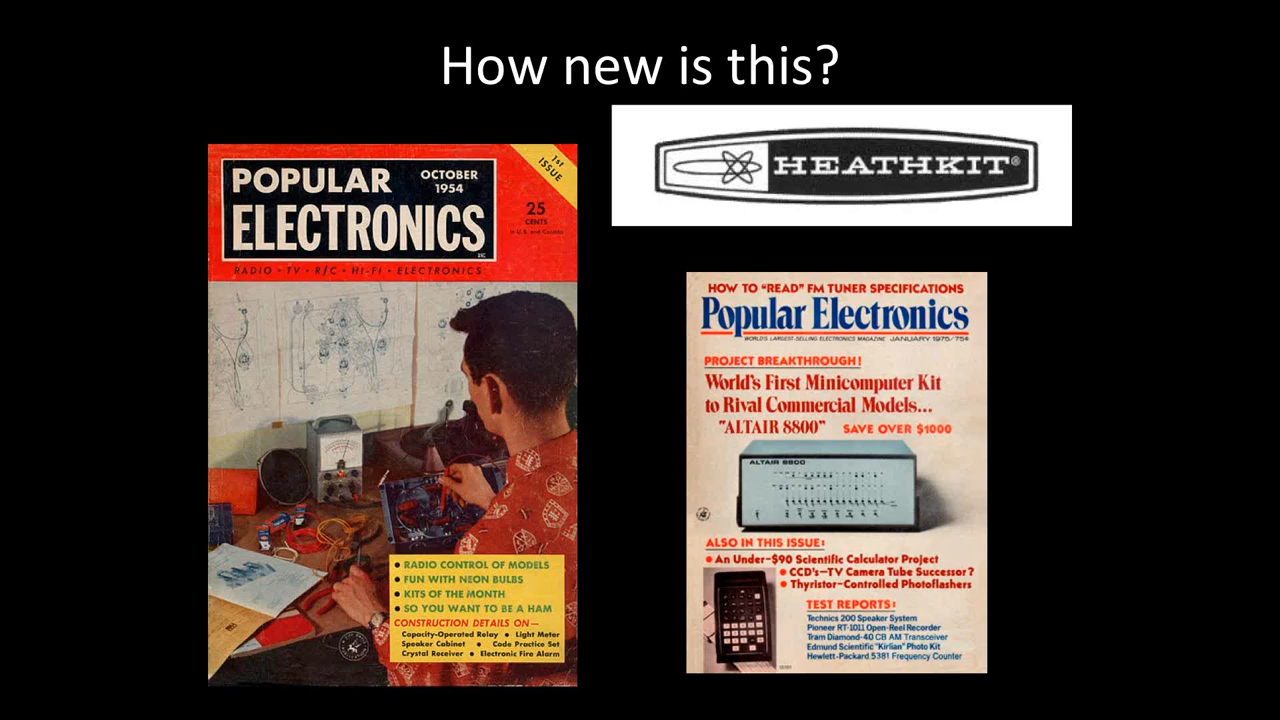 How new is this?
POPULAR
ELECTRONICS
OCTOBER
1954
1st
ISSUE
25
CENTS
In U.S. and Canada
RADIO • TV • R/C • HI-FI • ELECTRONICS
• RADIO CONTROL OF MODELS
• FUN WITH NEON BULBS
• KITS OF THE MONTH
• SO YOU WANT TO BE A HAM
CONSTRUCTION DETAILS ON—
Capacity-Operated Relay • Light Meter
Speaker Cabinet • Code Practice Set
Crystal Receiver • Electronic Fire Alarm
HEATHKIT®
HOW TO "READ" FM TUNER SPECIFICATIONS
Popular Electronics
WORLD'S LARGEST-SELLING ELECTRONICS MAGAZINE JANUARY 1975/75¢
PROJECT BREAKTHROUGH!
World's First Minicomputer Kit
to Rival Commercial Models...
"ALTAIR 8800" SAVE OVER $1000
ALTAIR 8800
ALSO IN THIS ISSUE:
• An Under-$90 Scientific Calculator Project
• CCD's—TV Camera Tube Successor?
• Thyristor-Controlled Photoflashers
TEST REPORTS:
Technics 200 Speaker System
Pioneer RT-1011 Open-Reel Recorder
Tram Diamond-40 CB AM Transceiver
Edmund Scientific "Kirlian" Photo Kit
Hewlett-Packard 5381 Frequency Counter